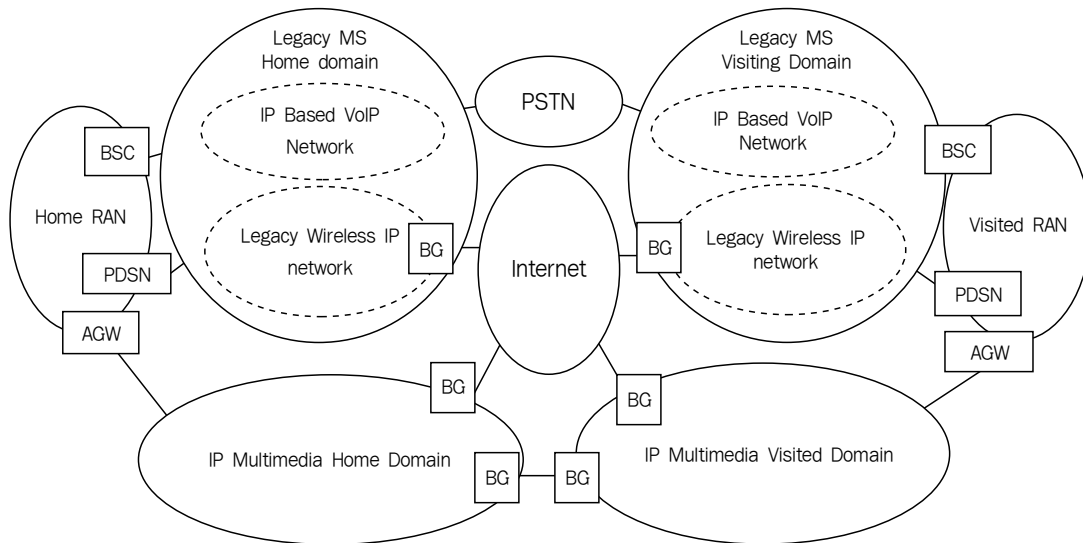 Legacy MS
Home domain
IP Based VoIP
Network
Legacy Wireless IP
network
BG
PSTN
Internet
Legacy MS
Visiting Domain
IP Based VoIP
Network
BG
Legacy Wireless IP
network
BSC
Home RAN
PDSN
AGW
BSC
Visited RAN
PDSN
AGW
BG
IP Multimedia Home Domain
BG
BG
IP Multimedia Visited Domain
BG